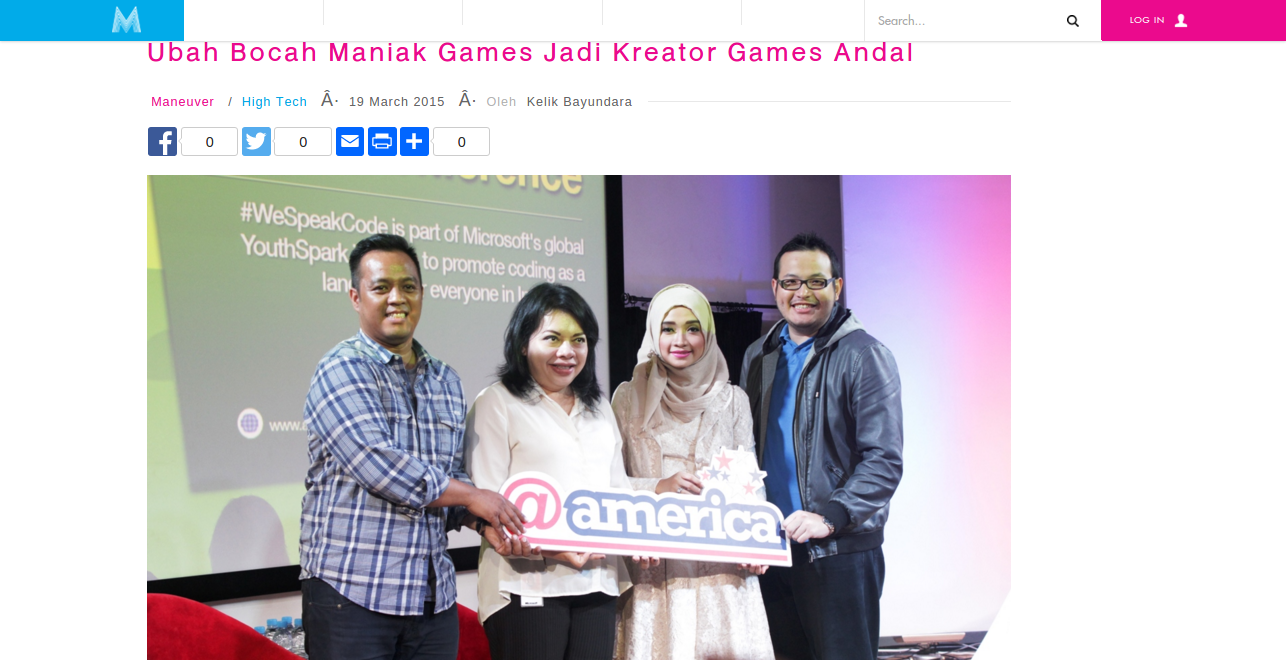 M
Search...
LOG IN
Ubah Bocah Maniak Games Jadi Kreator Games Andal
Maneuver / High Tech Â· 19 March 2015 Â· Oleh Kelik Bayundara
0 0 0
#WeSpeakCode is part of Microsoft's global
YouthSpark to promote coding as a
everyone in
www.
@america